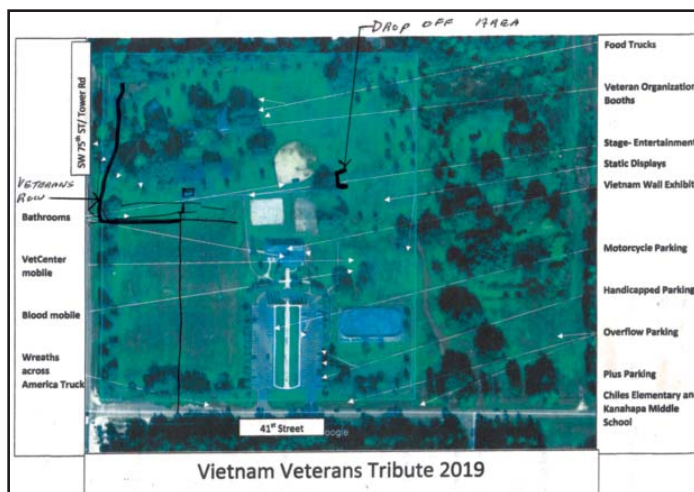 DROP OFF AREA
SW 75th ST/ Tower Rd
VETERANS
ROW
Bathrooms
VetCenter
mobile
Blood mobile
Wreaths
across
America Truck
Food Trucks
Veteran Organization
Booths
Stage- Entertainment
Static Displays
Vietnam Wall Exhibit
Motorcycle Parking
Handicapped Parking
Overflow Parking
Plus Parking
Chiles Elementary and
Kanahapa Middle
School
41st Street
Google
Vietnam Veterans Tribute 2019